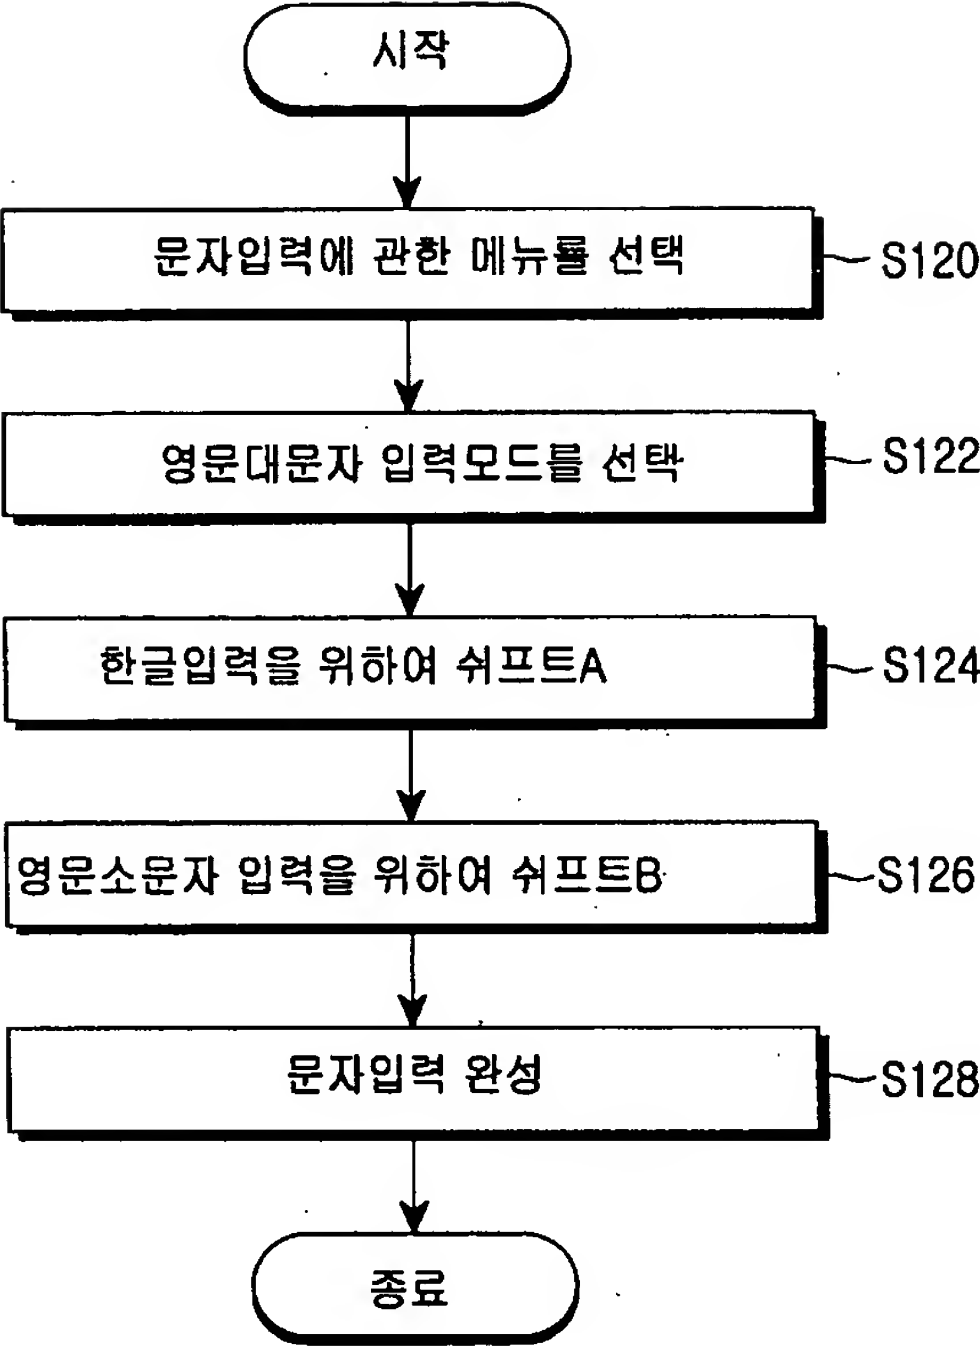 시작
문자입력에 관한 메뉴를 선택
S120
영문대문자 입력모드를 선택
S122
한글입력을 위하여 쉬프트A
S124
영문소문자 입력을 위하여 쉬프트B
S126
문자입력 완성
S128
종료